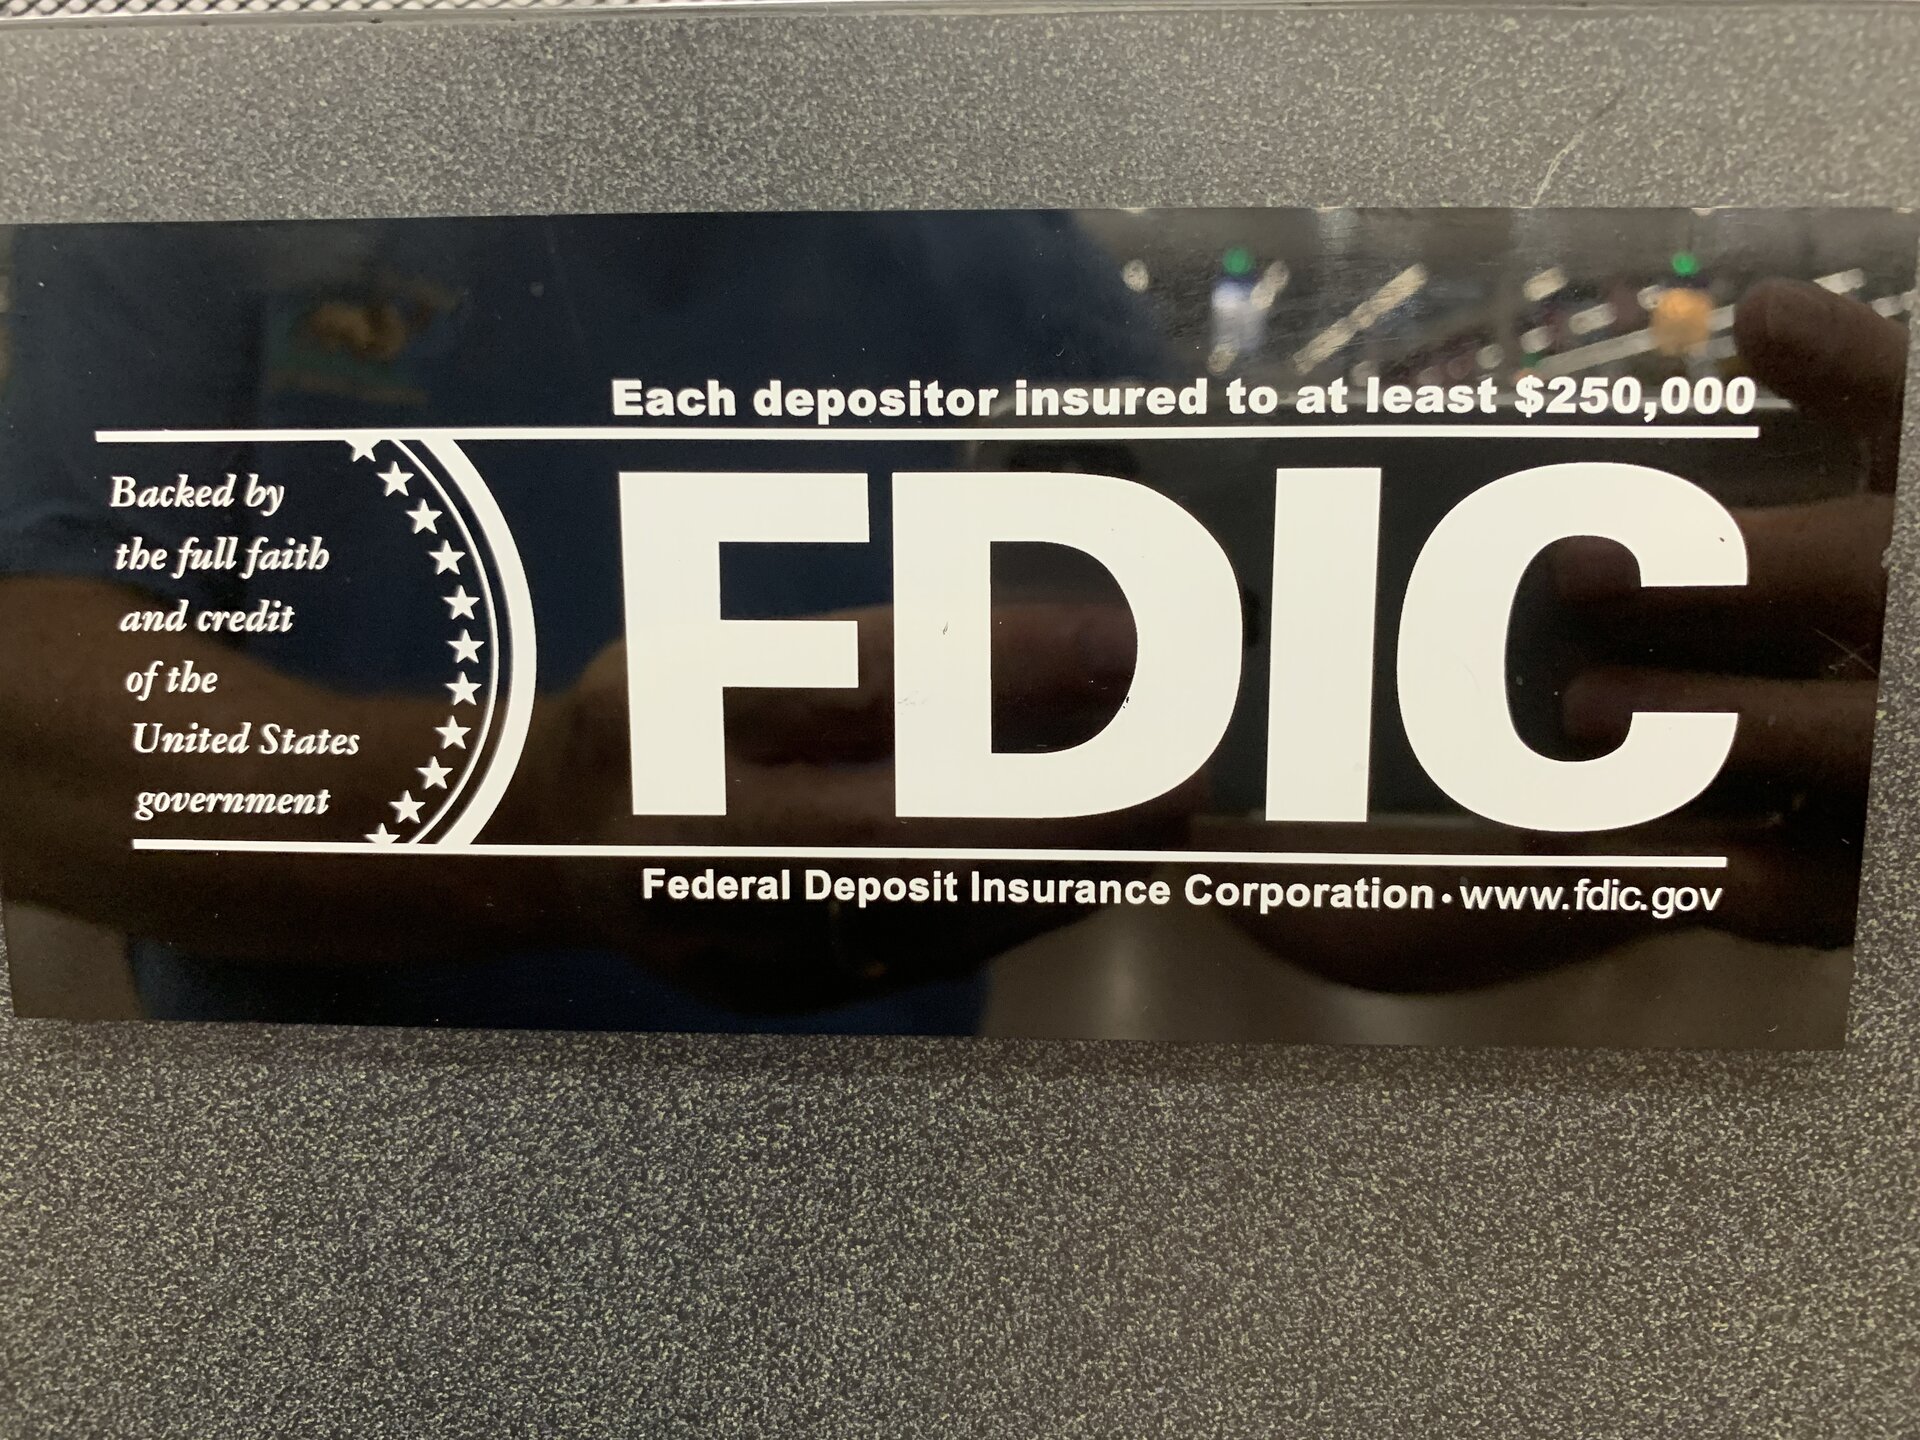 Each depositor insured to at least $250,000
Backed by
the full faith
and credit
of the
United States
government
FDIC
Federal Deposit Insurance Corporation • www.fdic.gov